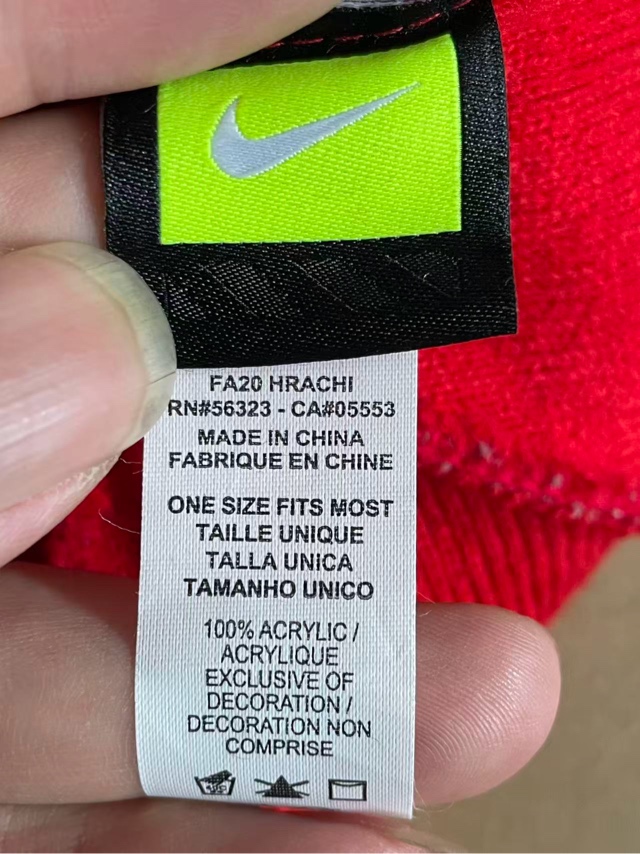 FA20 HRACHI
RN#56323 - CA#05553
MADE IN CHINA
FABRIQUE EN CHINE
ONE SIZE FITS MOST
TAILLE UNIQUE
TALLA UNICA
TAMANHO UNICO
100% ACRYLIC /
ACRYLIQUE
EXCLUSIVE OF
DECORATION /
DECORATION NON
COMPRISE